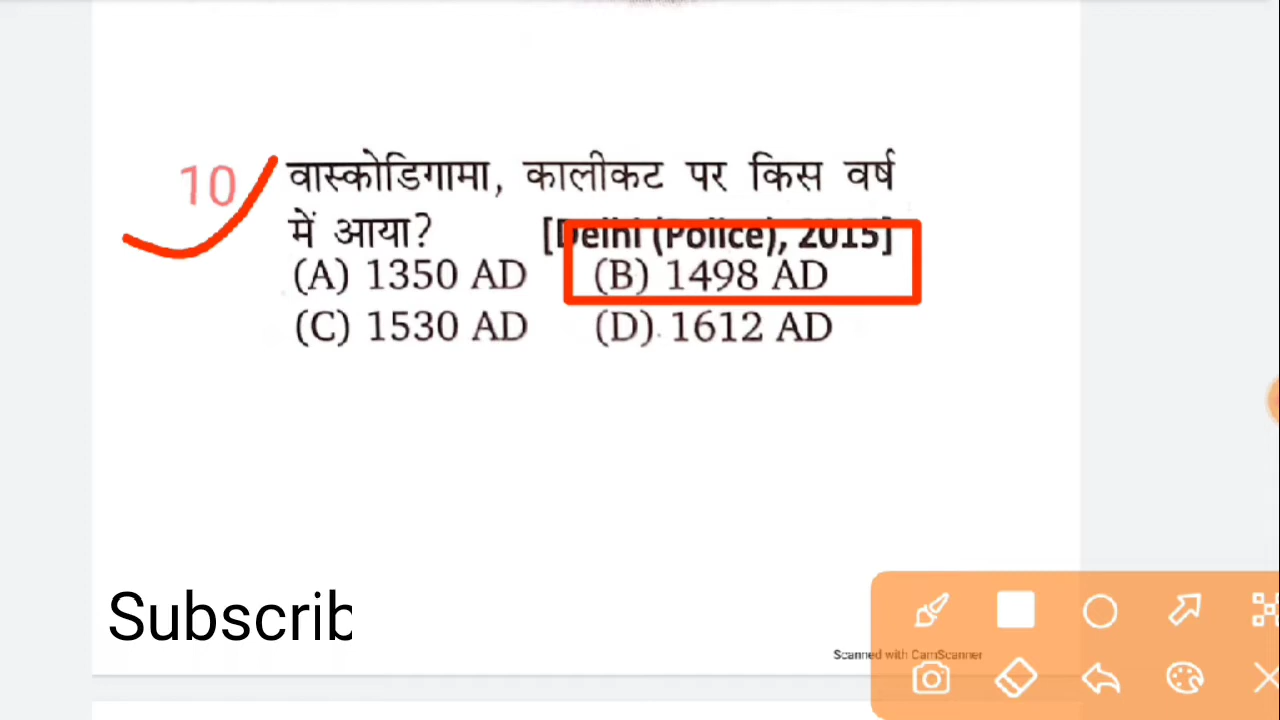 10 वास्कोडिगामा, कालीकट पर किस वर्ष
में आया? [Delhi (Police), 2015]
(A) 1350 AD (B) 1498 AD
(C) 1530 AD (D) 1612 AD
Subscrib
Scanned with CamScanner